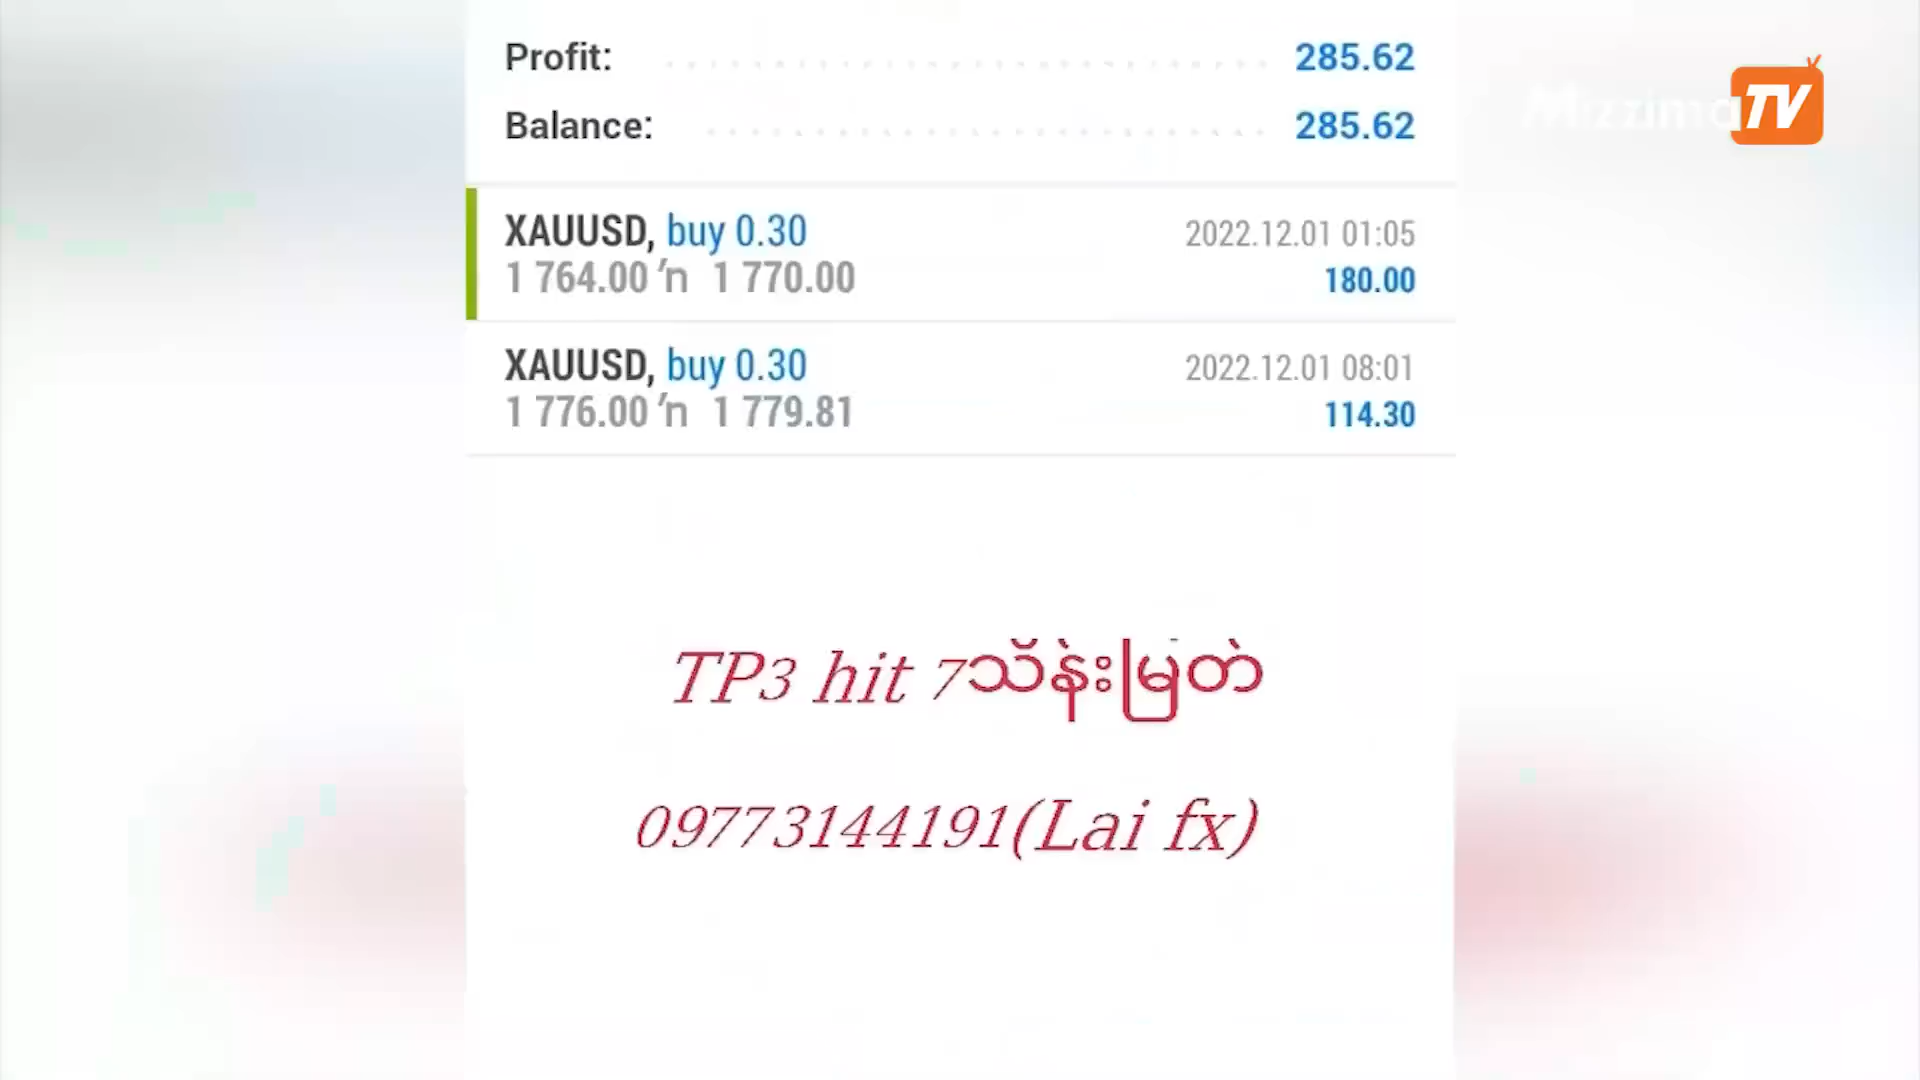 Profit: 285.62
Mizzima TV
Balance: 285.62
XAUUSD, buy 0.30 2022.12.01 01:05
1 764.00 ’n 1 770.00 180.00
XAUUSD, buy 0.30 2022.12.01 08:01
1 776.00 ’n 1 779.81 114.30
TP3 hit 7သိန်းမြတ်
09773144191(Lai fx)